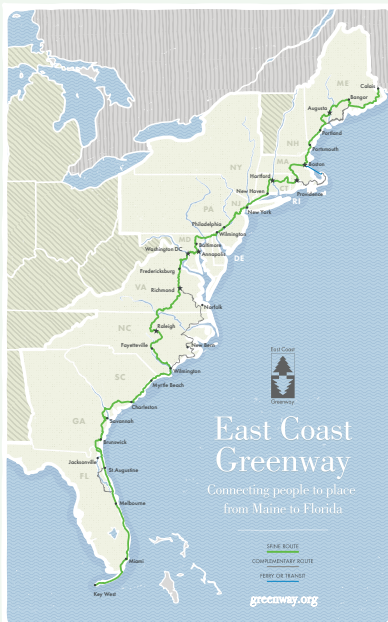 ME
Calais
Bangor
Augusta
Portland
NH
Portsmouth
MA
Boston
NY
Hartford
CT
Providence
RI
New Haven
PA
NJ
New York
Philadelphia
Wilmington
MD
Baltimore
Washington DC
Annapolis
DE
Fredericksburg
VA
Richmond
Norfolk
NC
Raleigh
Fayetteville
New Bern
Wilmington
SC
Myrtle Beach
Charleston
GA
Savannah
Brunswick
Jacksonville
St Augustine
FL
Melbourne
Miami
Key West
East Coast
Greenway
East Coast
Greenway
Connecting people to place
from Maine to Florida
SPINE ROUTE
COMPLEMENTARY ROUTE
FERRY OR TRANSIT
greenway.org